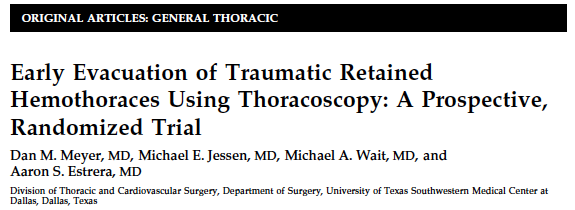 ORIGINAL ARTICLES: GENERAL THORACIC
Early Evacuation of Traumatic Retained
Hemothoraces Using Thoracoscopy: A Prospective,
Randomized Trial
Dan M. Meyer, MD, Michael E. Jessen, MD, Michael A. Wait, MD, and
Aaron S. Estrera, MD
Division of Thoracic and Cardiovascular Surgery, Department of Surgery, University of Texas Southwestern Medical Center at
Dallas, Dallas, Texas